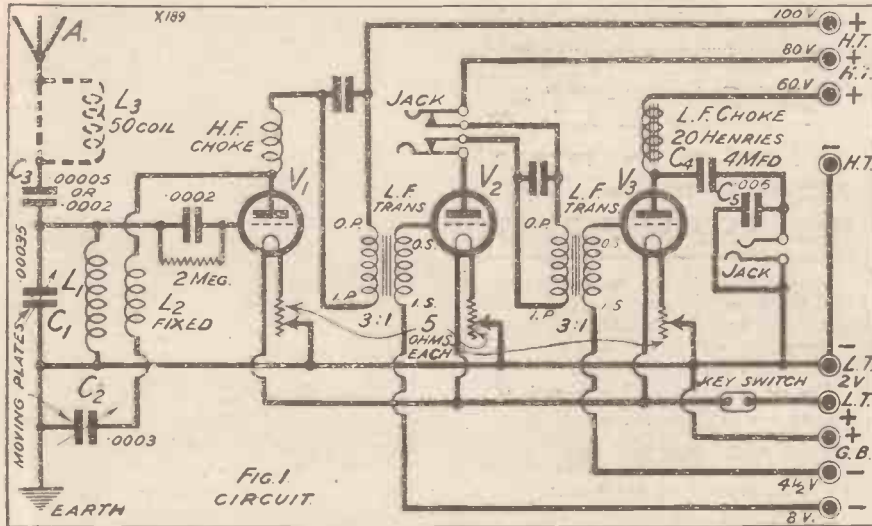 X189
A.
L3
50 COIL
C3
.00005
OR
.0002
.00035
L1
C1
MOVING PLATES
C2
.0003
EARTH
L2
FIXED
.0002
2 MEG.
H.F.
CHOKE
V1
L.F.
TRANS
O.P.
O.S.
I.P.
I.S.
3:1
5
OHMS
EACH
JACK
V2
L.F.
TRANS
O.P.
O.S.
I.P.
I.S
3:1
V3
L.F. CHOKE
20 HENRIES
C4
4 MFD
C5
.006
JACK
KEY SWITCH
100 V
+
H.T.
80 V
+
H.T.
60.V
+
−
H.T.
−
L.T.
2V
L.T.
+
+
G.B.
−
4½V
−
8 V.
FIG.1.
CIRCUIT.